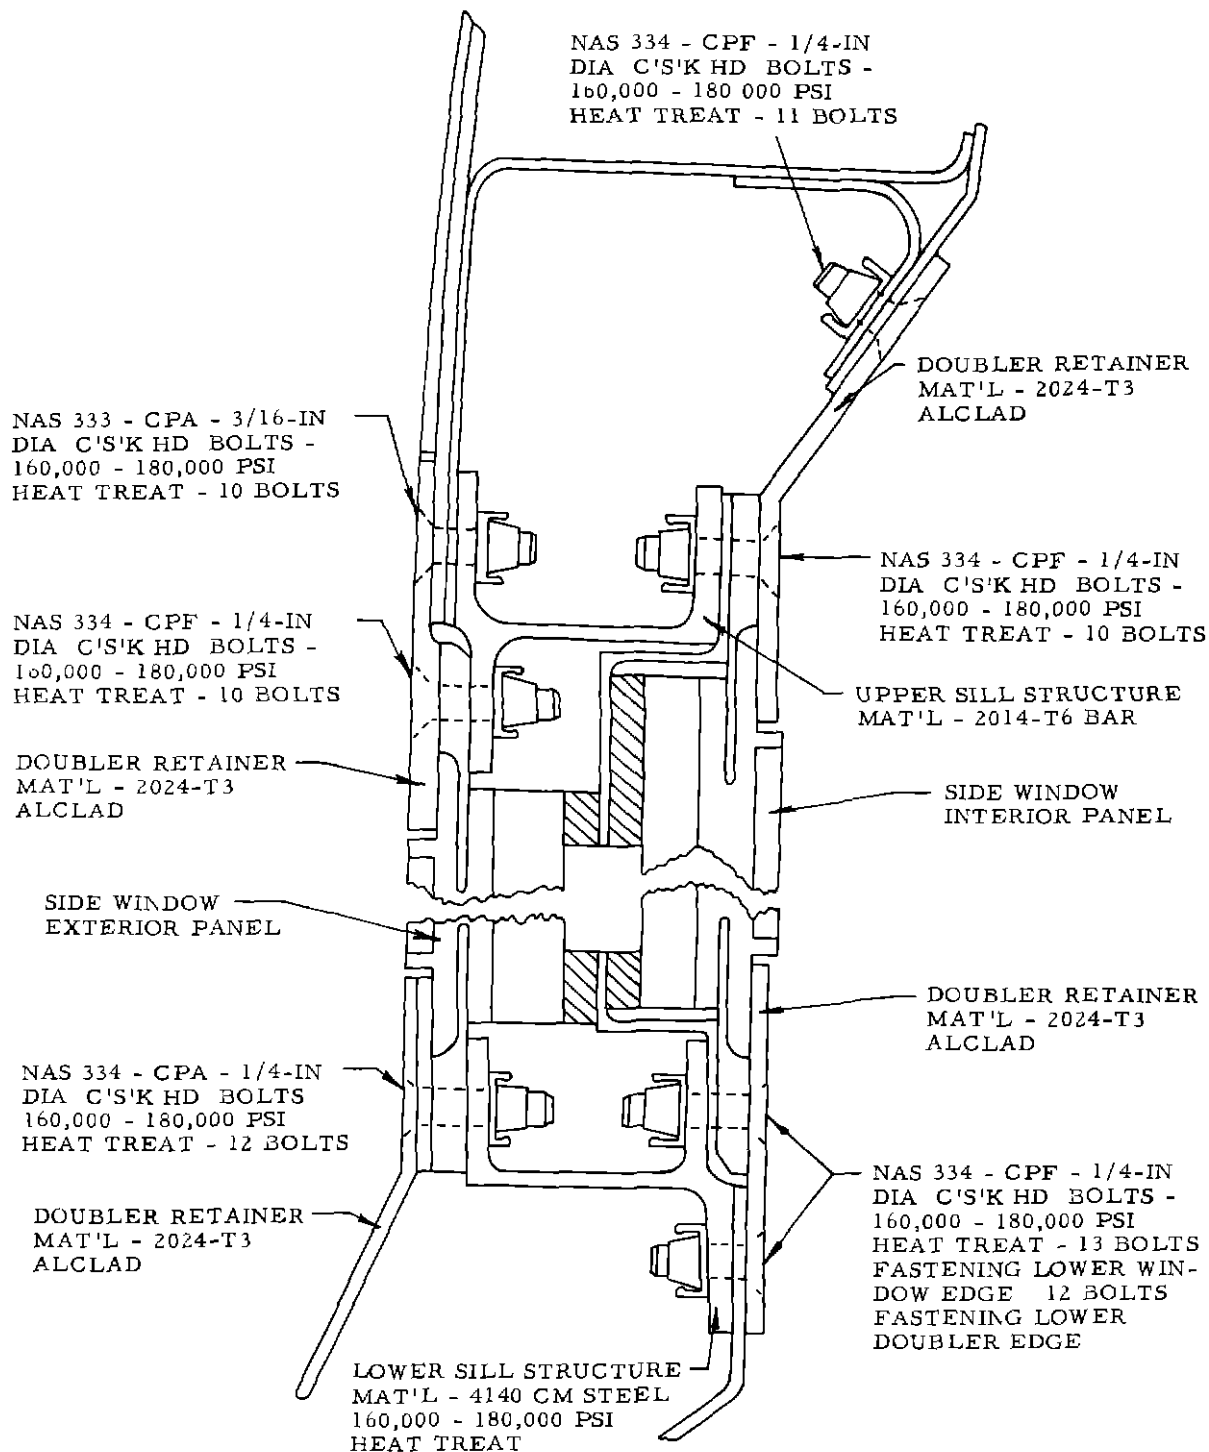 NAS 334 - CPF - 1/4-IN
DIA C'S'K HD BOLTS -
160,000 - 180 000 PSI
HEAT TREAT - 11 BOLTS
DOUBLER RETAINER
MAT'L - 2024-T3
ALCLAD
NAS 333 - CPA - 3/16-IN
DIA C'S'K HD BOLTS -
160,000 - 180,000 PSI
HEAT TREAT - 10 BOLTS
NAS 334 - CPF - 1/4-IN
DIA C'S'K HD BOLTS -
160,000 - 180,000 PSI
HEAT TREAT - 10 BOLTS
NAS 334 - CPF - 1/4-IN
DIA C'S'K HD BOLTS -
160,000 - 180,000 PSI
HEAT TREAT - 10 BOLTS
UPPER SILL STRUCTURE
MAT'L - 2014-T6 BAR
DOUBLER RETAINER
MAT'L - 2024-T3
ALCLAD
SIDE WINDOW
INTERIOR PANEL
SIDE WINDOW
EXTERIOR PANEL
DOUBLER RETAINER
MAT'L - 2024-T3
ALCLAD
NAS 334 - CPA - 1/4-IN
DIA C'S'K HD BOLTS
160,000 - 180,000 PSI
HEAT TREAT - 12 BOLTS
NAS 334 - CPF - 1/4-IN
DIA C'S'K HD BOLTS -
160,000 - 180,000 PSI
HEAT TREAT - 13 BOLTS
FASTENING LOWER WIN-
DOW EDGE 12 BOLTS
FASTENING LOWER
DOUBLER EDGE
DOUBLER RETAINER
MAT'L - 2024-T3
ALCLAD
LOWER SILL STRUCTURE
MAT'L - 4140 CM STEEL
160,000 - 180,000 PSI
HEAT TREAT